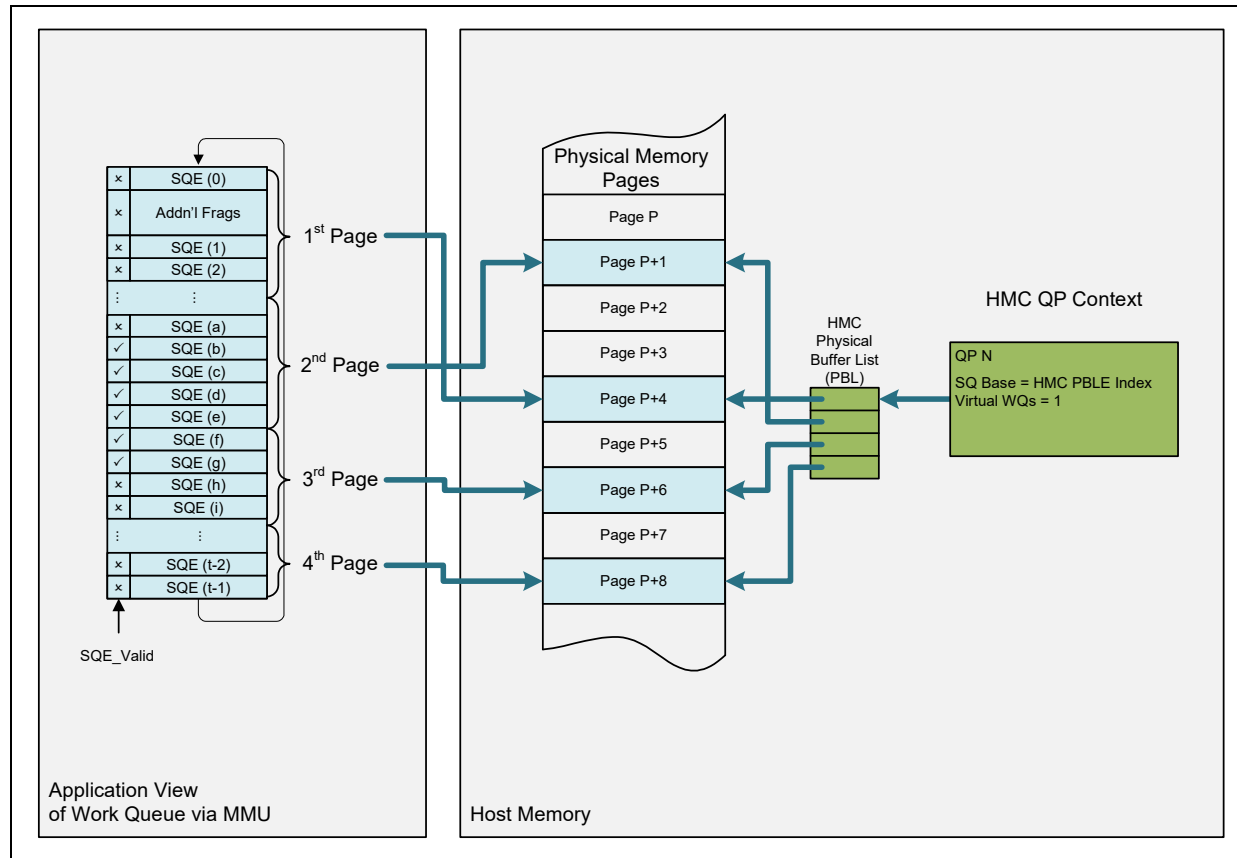 × SQE (0)
× Addn'l Frags
× SQE (1)
× SQE (2)
⋮ ⋮
× SQE (a)
✓ SQE (b)
✓ SQE (c)
✓ SQE (d)
✓ SQE (e)
✓ SQE (f)
✓ SQE (g)
× SQE (h)
× SQE (i)
⋮ ⋮
× SQE (t-2)
× SQE (t-1)
SQE_Valid
1st Page
2nd Page
3rd Page
4th Page
Application View
of Work Queue via MMU
Physical Memory
Pages
Page P
Page P+1
Page P+2
Page P+3
Page P+4
Page P+5
Page P+6
Page P+7
Page P+8
HMC
Physical
Buffer List
(PBL)
HMC QP Context
QP N
SQ Base = HMC PBLE Index
Virtual WQs = 1
Host Memory